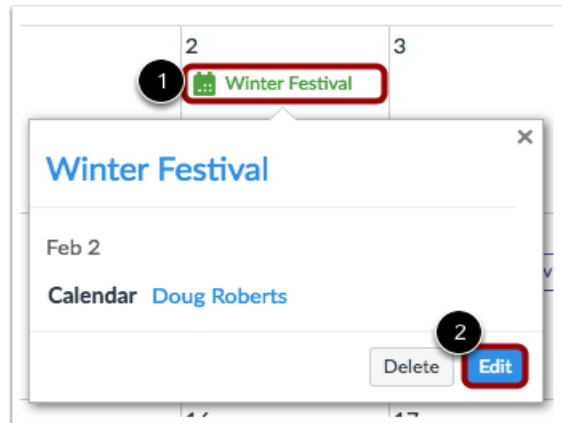 2
3
1
Winter Festival
×
Winter Festival
Feb 2
v
Calendar Doug Roberts
2
Delete
Edit